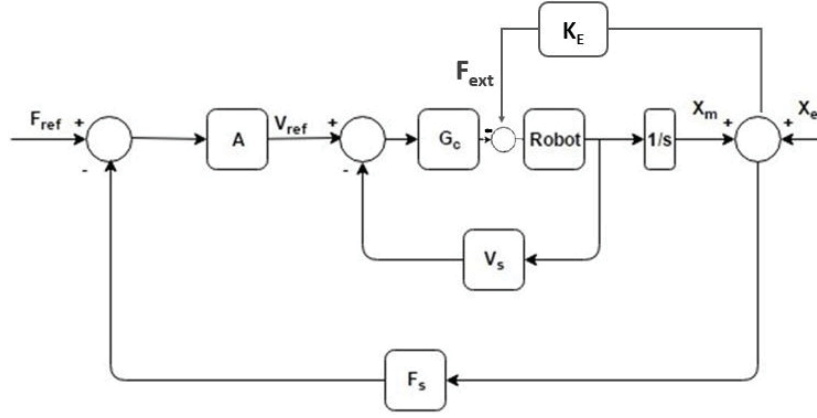 K_E
F_ext
F_ref + A V_ref + G_c - Robot 1/s X_m + + X_e
-
-
V_s
F_s